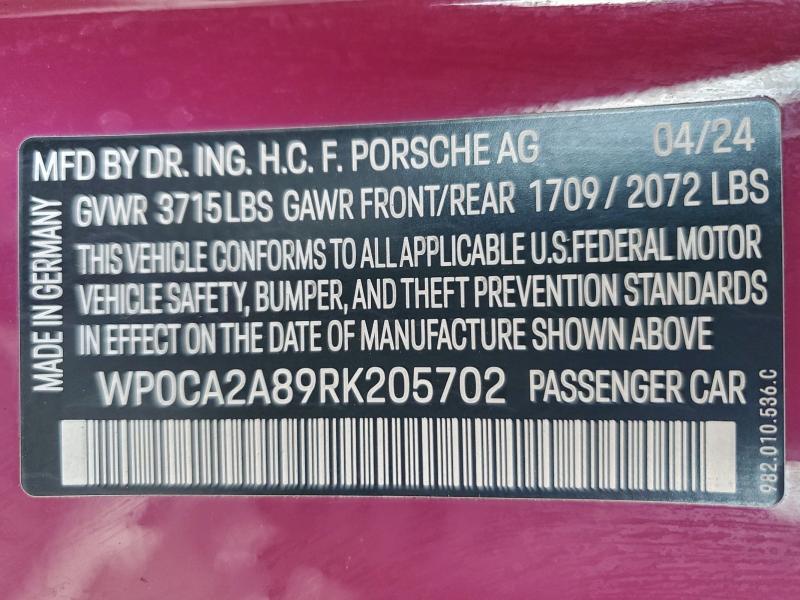 MFD BY DR. ING. H.C. F. PORSCHE AG 04/24
GVWR 3715LBS GAWR FRONT/REAR 1709 / 2072 LBS
THIS VEHICLE CONFORMS TO ALL APPLICABLE U.S.FEDERAL MOTOR
VEHICLE SAFETY, BUMPER, AND THEFT PREVENTION STANDARDS
IN EFFECT ON THE DATE OF MANUFACTURE SHOWN ABOVE
WP0CA2A89RK205702 PASSENGER CAR
MADE IN GERMANY
982.010.536.C